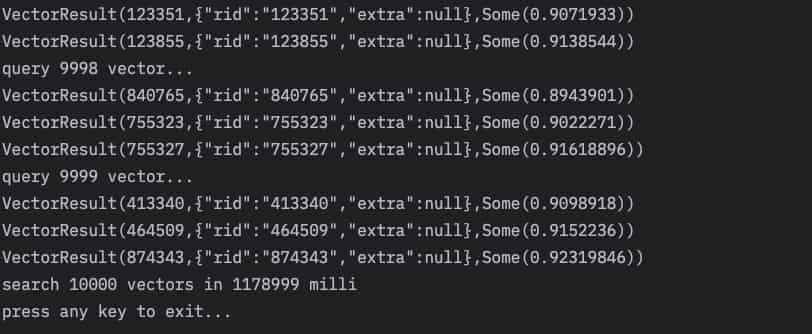 VectorResult(123351,{"rid":"123351","extra":null},Some(0.9071933))
VectorResult(123855,{"rid":"123855","extra":null},Some(0.9138544))
query 9998 vector...
VectorResult(840765,{"rid":"840765","extra":null},Some(0.8943901))
VectorResult(755323,{"rid":"755323","extra":null},Some(0.9022271))
VectorResult(755327,{"rid":"755327","extra":null},Some(0.91618896))
query 9999 vector...
VectorResult(413340,{"rid":"413340","extra":null},Some(0.9098918))
VectorResult(464509,{"rid":"464509","extra":null},Some(0.9152236))
VectorResult(874343,{"rid":"874343","extra":null},Some(0.92319846))
search 10000 vectors in 1178999 milli
press any key to exit...